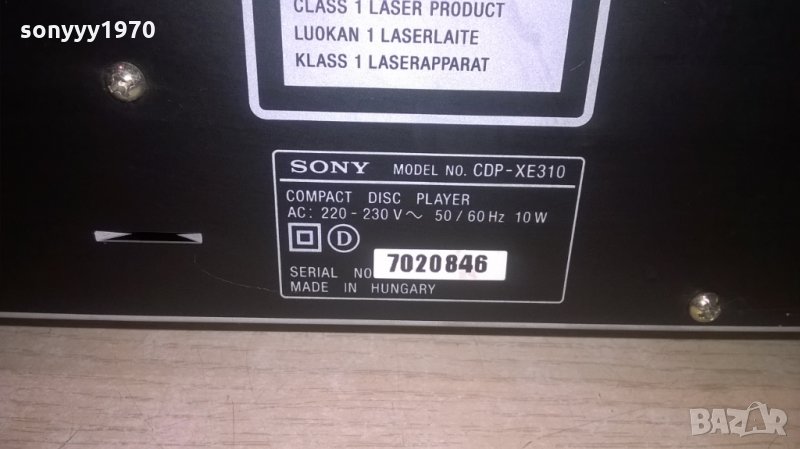 sonyyy1970
CLASS 1 LASER PRODUCT
LUOKAN 1 LASERLAITE
KLASS 1 LASERAPPARAT
SONY MODEL NO. CDP-XE310
COMPACT DISC PLAYER
AC: 220 - 230 V ~ 50 / 60 Hz 10 W
D
SERIAL NO 7020846
MADE IN HUNGARY
BAZAR